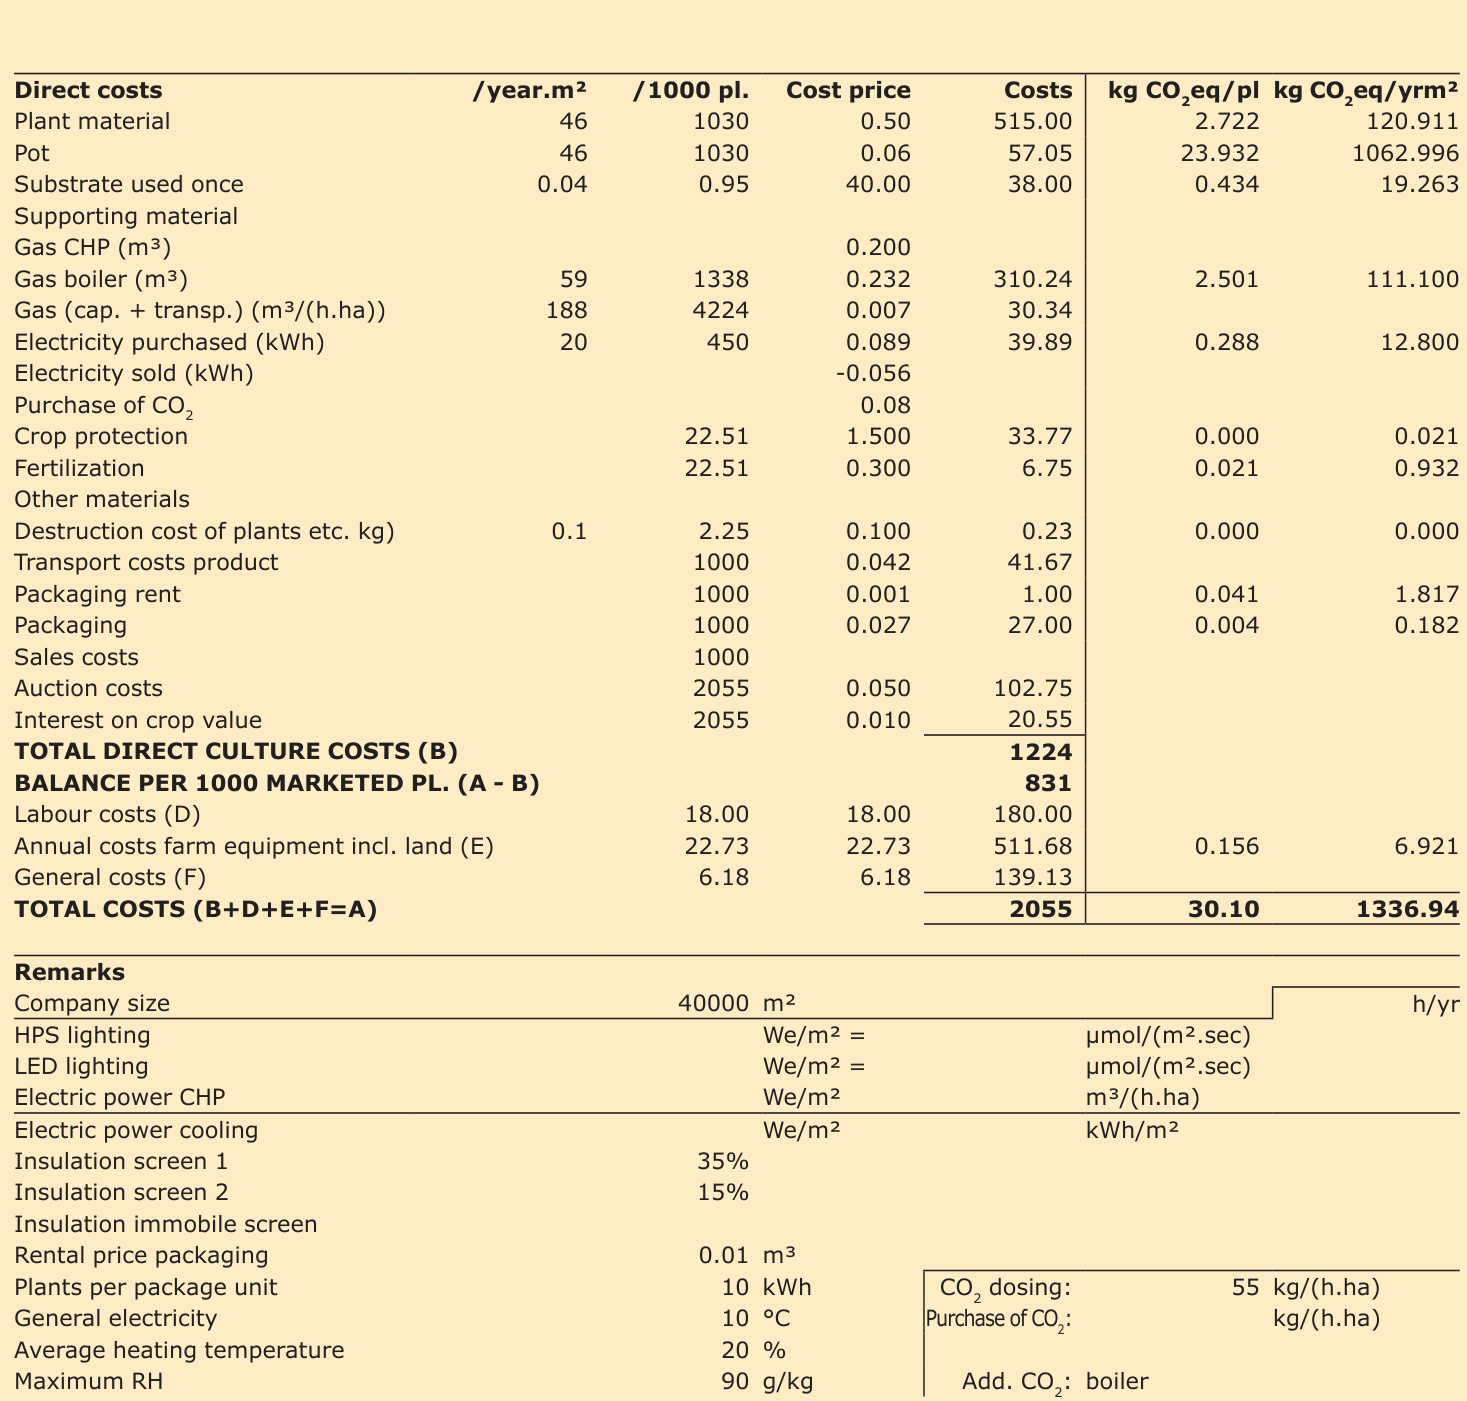 Direct costs /year.m² /1000 pl. Cost price Costs kg CO₂eq/pl kg CO₂eq/yrm²
Plant material 46 1030 0.50 515.00 2.722 120.911
Pot 46 1030 0.06 57.05 23.932 1062.996
Substrate used once 0.04 0.95 40.00 38.00 0.434 19.263
Supporting material
Gas CHP (m³) 0.200
Gas boiler (m³) 59 1338 0.232 310.24 2.501 111.100
Gas (cap. + transp.) (m³/(h.ha)) 188 4224 0.007 30.34
Electricity purchased (kWh) 20 450 0.089 39.89 0.288 12.800
Electricity sold (kWh) -0.056
Purchase of CO₂ 0.08
Crop protection 22.51 1.500 33.77 0.000 0.021
Fertilization 22.51 0.300 6.75 0.021 0.932
Other materials
Destruction cost of plants etc. kg) 0.1 2.25 0.100 0.23 0.000 0.000
Transport costs product 1000 0.042 41.67
Packaging rent 1000 0.001 1.00 0.041 1.817
Packaging 1000 0.027 27.00 0.004 0.182
Sales costs 1000
Auction costs 2055 0.050 102.75
Interest on crop value 2055 0.010 20.55
TOTAL DIRECT CULTURE COSTS (B) 1224
BALANCE PER 1000 MARKETED PL. (A - B) 831
Labour costs (D) 18.00 18.00 180.00
Annual costs farm equipment incl. land (E) 22.73 22.73 511.68 0.156 6.921
General costs (F) 6.18 6.18 139.13
TOTAL COSTS (B+D+E+F=A) 2055 30.10 1336.94
Remarks
Company size 40000 m² h/yr
HPS lighting We/m² = µmol/(m².sec)
LED lighting We/m² = µmol/(m².sec)
Electric power CHP We/m² m³/(h.ha)
Electric power cooling We/m² kWh/m²
Insulation screen 1 35%
Insulation screen 2 15%
Insulation immobile screen
Rental price packaging 0.01 m³
Plants per package unit 10 kWh CO₂ dosing: 55 kg/(h.ha)
General electricity 10 °C Purchase of CO₂: kg/(h.ha)
Average heating temperature 20 %
Maximum RH 90 g/kg Add. CO₂: boiler